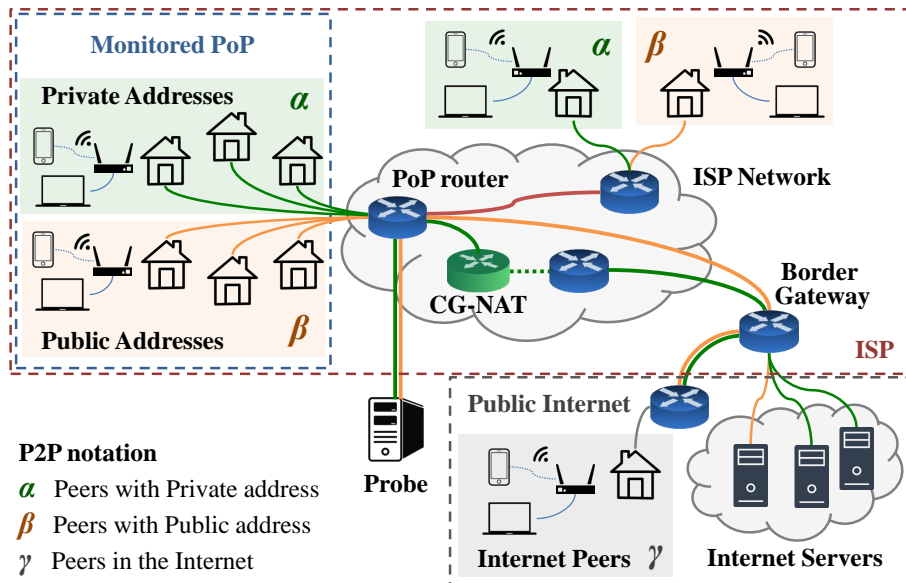 Monitored PoP
Private Addresses
α
Public Addresses
β
α
β
PoP router
ISP Network
CG-NAT
Border
Gateway
ISP
Probe
Public Internet
Internet Peers
γ
Internet Servers
P2P notation
α Peers with Private address
β Peers with Public address
γ Peers in the Internet